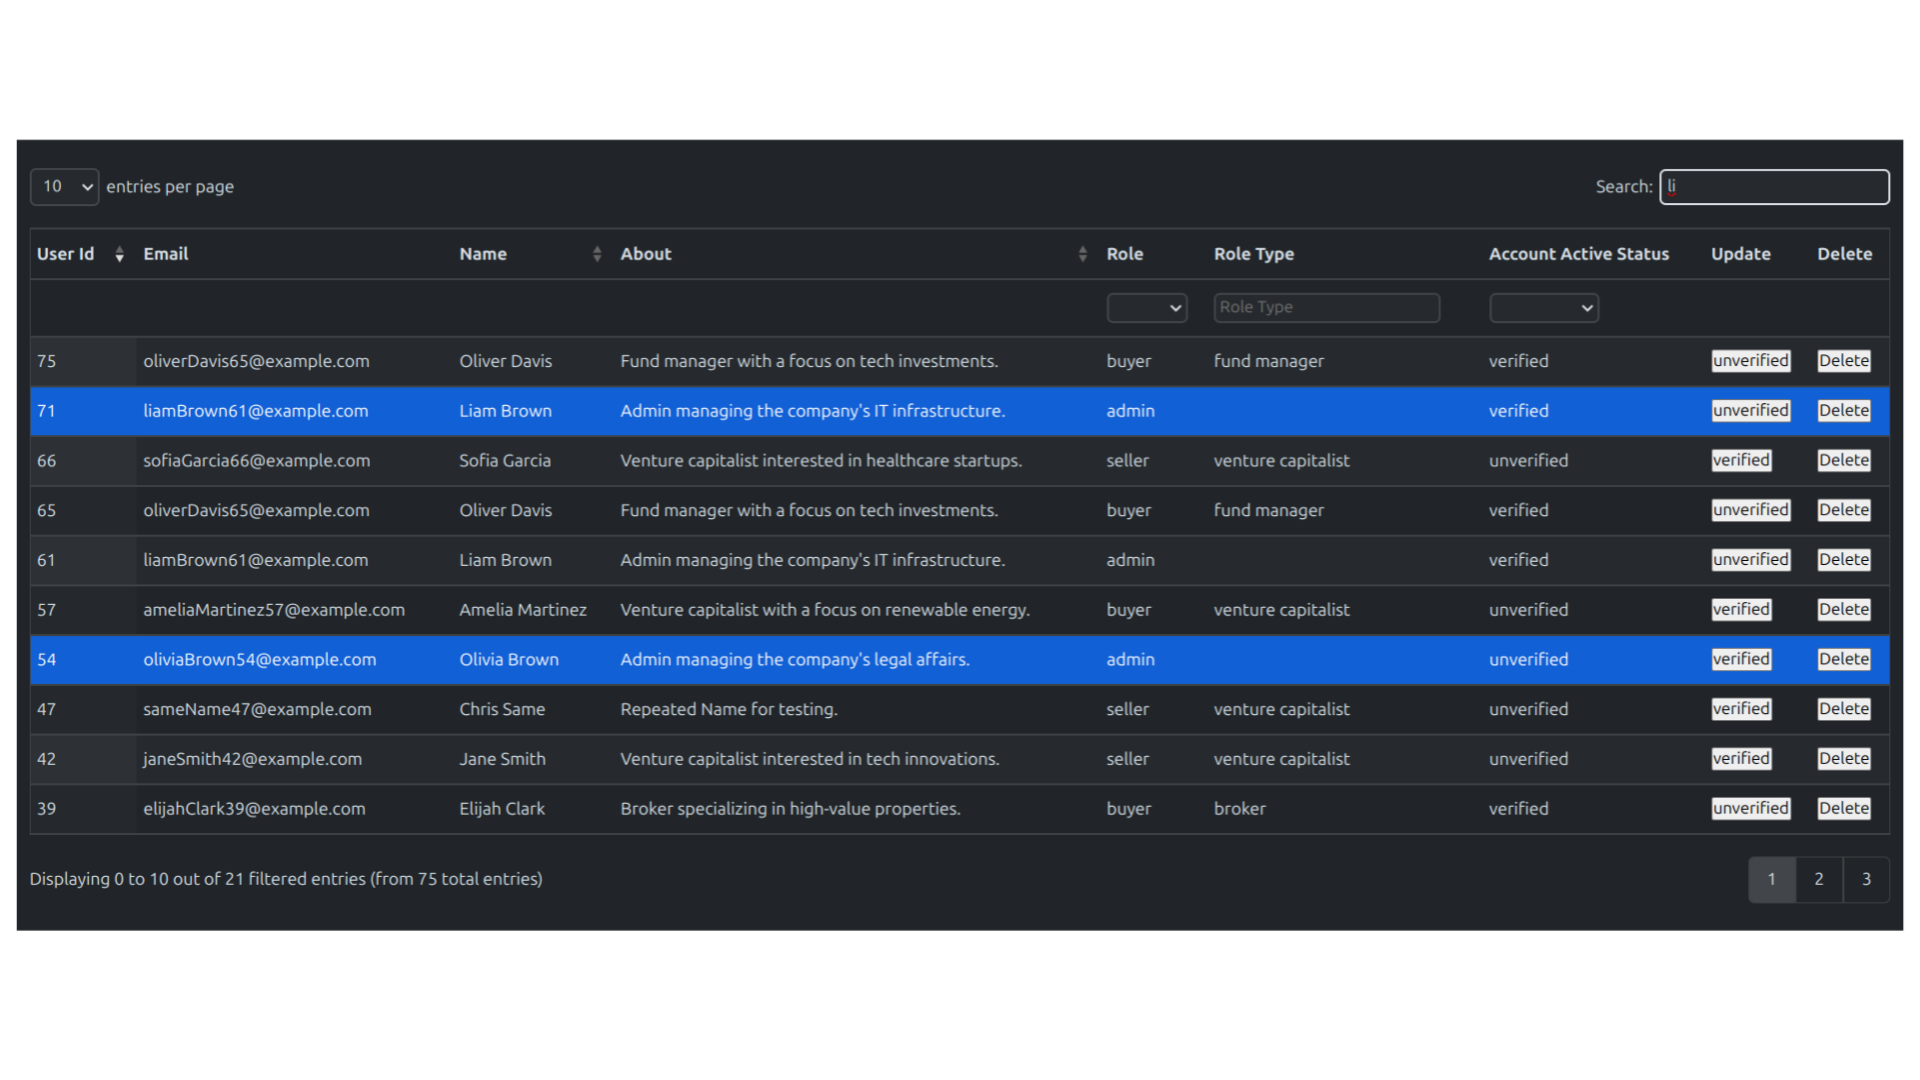 10 entries per page Search: li
User Id Email Name About Role Role Type Account Active Status Update Delete
Role Type
75 oliverDavis65@example.com Oliver Davis Fund manager with a focus on tech investments. buyer fund manager verified unverified Delete
71 liamBrown61@example.com Liam Brown Admin managing the company's IT infrastructure. admin verified unverified Delete
66 sofiaGarcia66@example.com Sofia Garcia Venture capitalist interested in healthcare startups. seller venture capitalist unverified verified Delete
65 oliverDavis65@example.com Oliver Davis Fund manager with a focus on tech investments. buyer fund manager verified unverified Delete
61 liamBrown61@example.com Liam Brown Admin managing the company's IT infrastructure. admin verified unverified Delete
57 ameliaMartinez57@example.com Amelia Martinez Venture capitalist with a focus on renewable energy. buyer venture capitalist unverified verified Delete
54 oliviaBrown54@example.com Olivia Brown Admin managing the company's legal affairs. admin unverified verified Delete
47 sameName47@example.com Chris Same Repeated Name for testing. seller venture capitalist unverified verified Delete
42 janeSmith42@example.com Jane Smith Venture capitalist interested in tech innovations. seller venture capitalist unverified verified Delete
39 elijahClark39@example.com Elijah Clark Broker specializing in high-value properties. buyer broker verified unverified Delete
Displaying 0 to 10 out of 21 filtered entries (from 75 total entries) 1 2 3